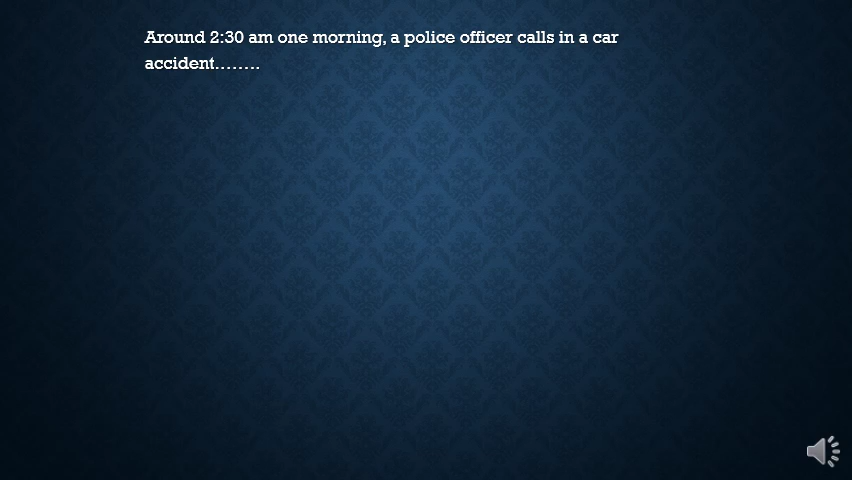 Around 2:30 am one morning, a police officer calls in a car
accident........